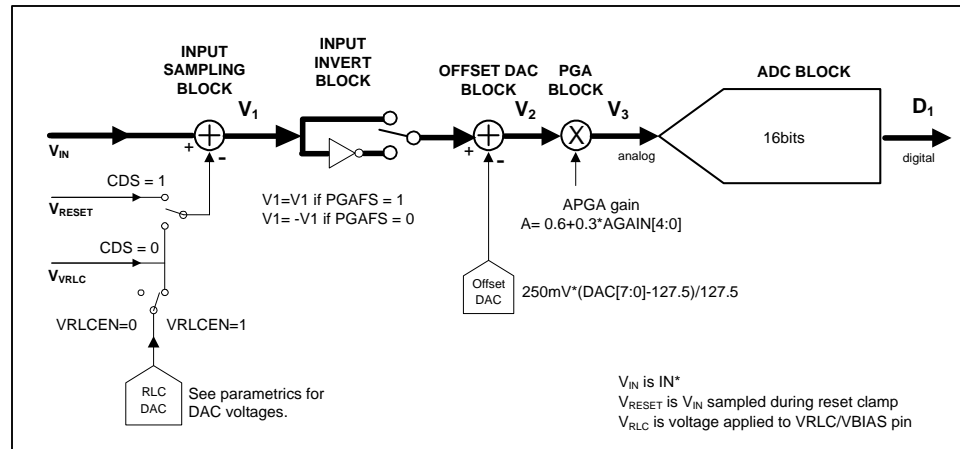 INPUT
SAMPLING
BLOCK
INPUT
INVERT
BLOCK
OFFSET DAC
BLOCK
PGA
BLOCK
ADC BLOCK
V1
V2
V3
D1
VIN
+
-
+
-
X
analog
16bits
digital
CDS = 1
VRESET
CDS = 0
VVRLC
VRLCEN=0
VRLCEN=1
V1=V1 if PGAFS = 1
V1= -V1 if PGAFS = 0
APGA gain
A= 0.6+0.3*AGAIN[4:0]
Offset
DAC
250mV*(DAC[7:0]-127.5)/127.5
RLC
DAC
See parametrics for
DAC voltages.
VIN is IN*
VRESET is VIN sampled during reset clamp
VRLC is voltage applied to VRLC/VBIAS pin